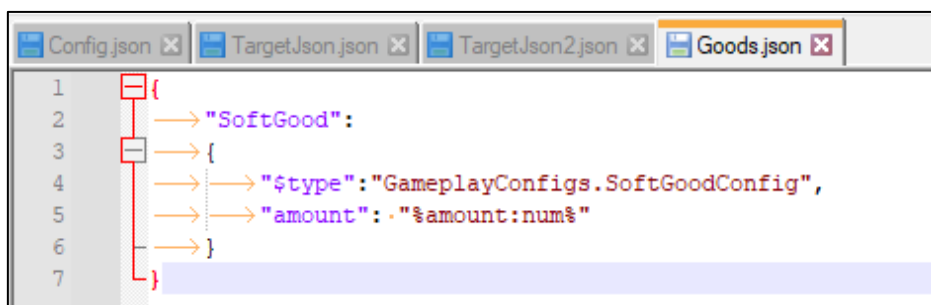 Config.json TargetJson.json TargetJson2.json Goods.json
1 {
2 "SoftGood":
3 {
4 "$type":"GameplayConfigs.SoftGoodConfig",
5 "amount": "%amount:num%"
6 }
7 }